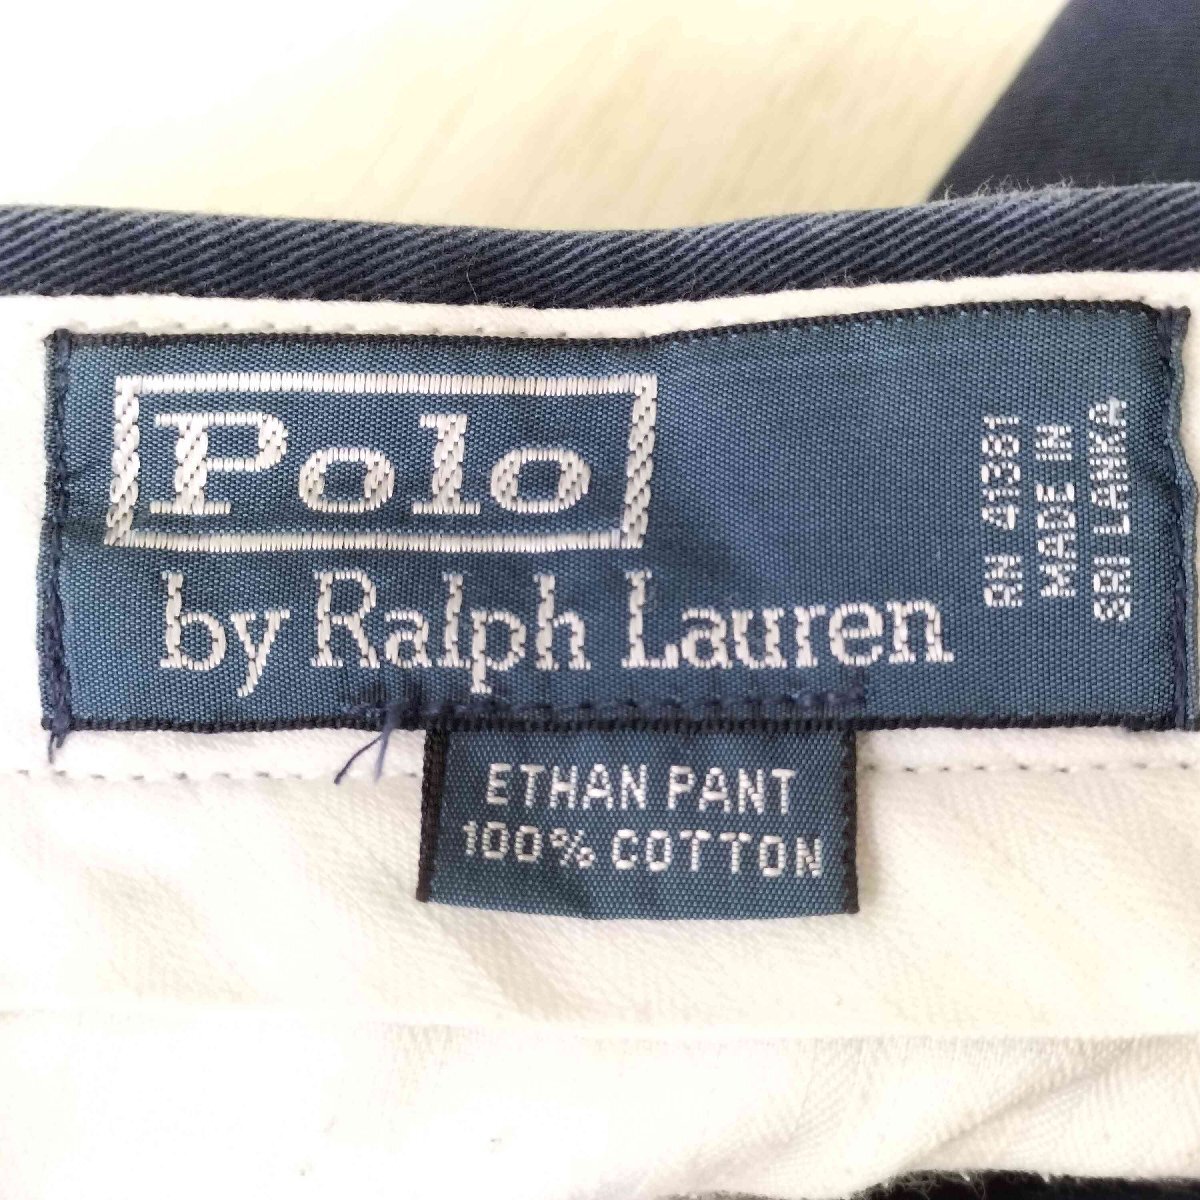 Polo
by Ralph Lauren
RN 41381
MADE IN
SRI LANKA
ETHAN PANT
100% COTTON